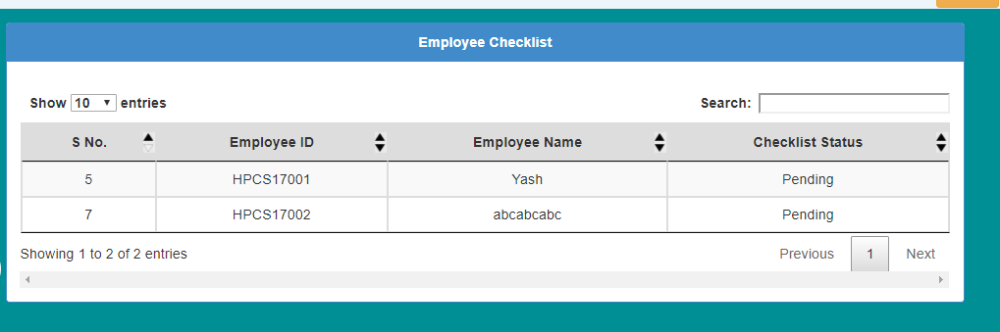 Employee Checklist
Show 10 entries Search:
S No. Employee ID Employee Name Checklist Status
5 HPCS17001 Yash Pending
7 HPCS17002 abcabcabc Pending
Showing 1 to 2 of 2 entries Previous 1 Next